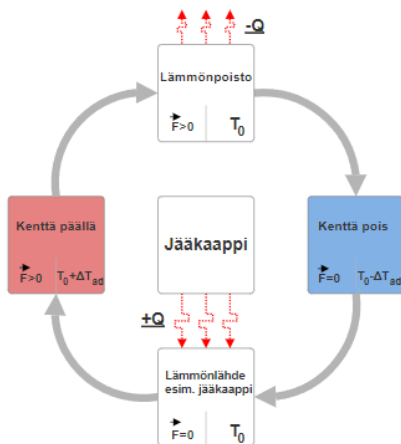 -Q
Lämmönpoisto
F>0
T0
Kenttä päällä
F>0
T0+ΔTad
Jääkaappi
Kenttä pois
F=0
T0-ΔTad
+Q
Lämmönlähde
esim. jääkaappi
F=0
T0